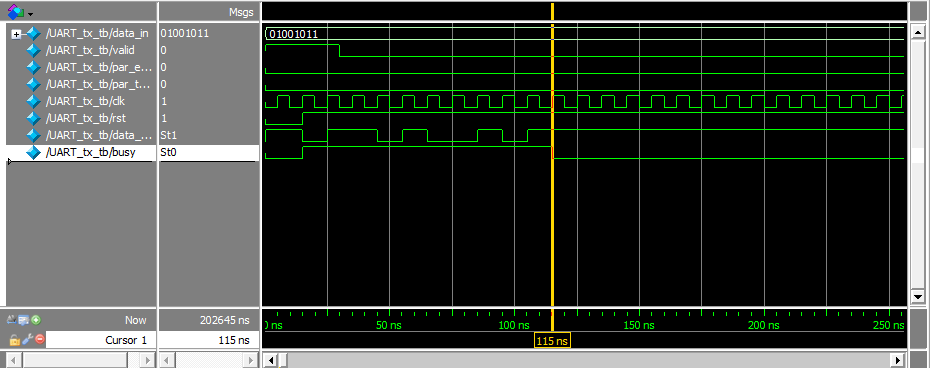 Msgs
/UART_tx_tb/data_in 01001011 01001011
/UART_tx_tb/valid 0
/UART_tx_tb/par_e... 0
/UART_tx_tb/par_t... 0
/UART_tx_tb/clk 1
/UART_tx_tb/rst 1
/UART_tx_tb/data_... St1
/UART_tx_tb/busy St0
Now 202645 ns ns 50 ns 100 ns 150 ns 200 ns 250 ns
Cursor 1 115 ns 115 ns